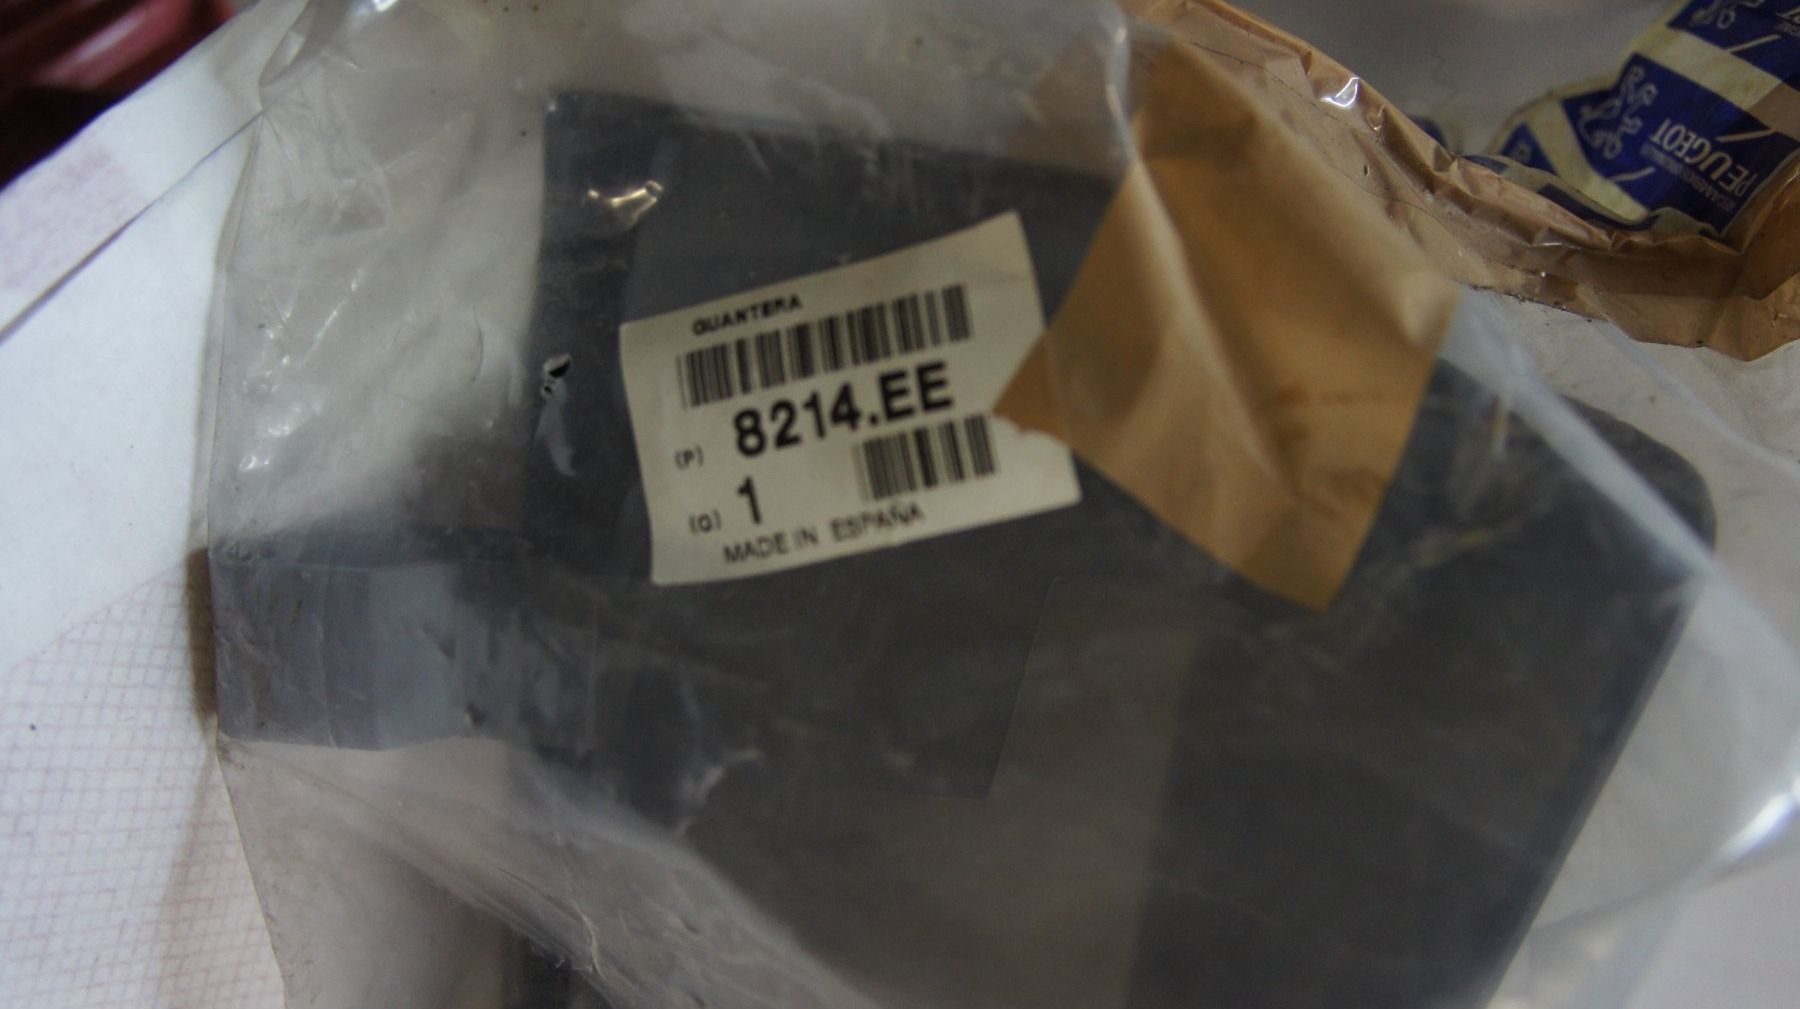 GUANTERA
(P) 8214.EE
(Q) 1
MADE IN ESPAÑA
PEUGEOT